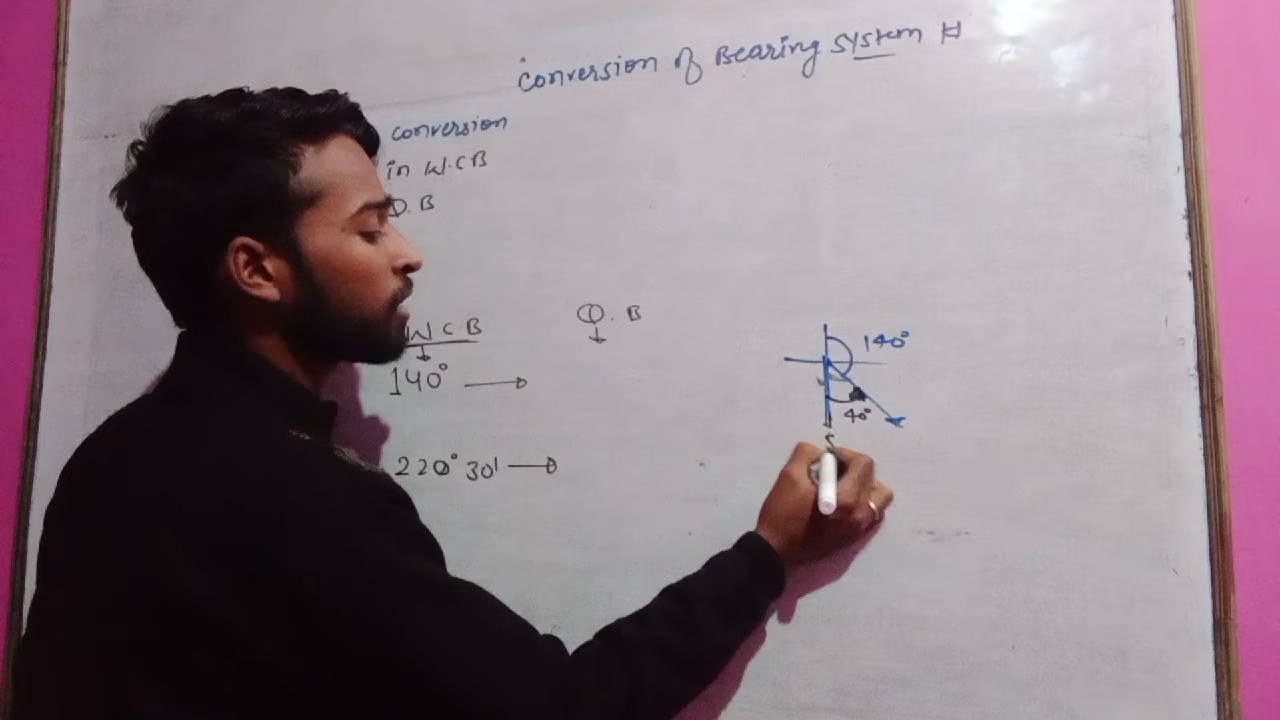 Conversion of Bearing System #
conversion
in W.C.B
Q.B
W C B
Q. B
140°
220° 30'
140°
40°
S